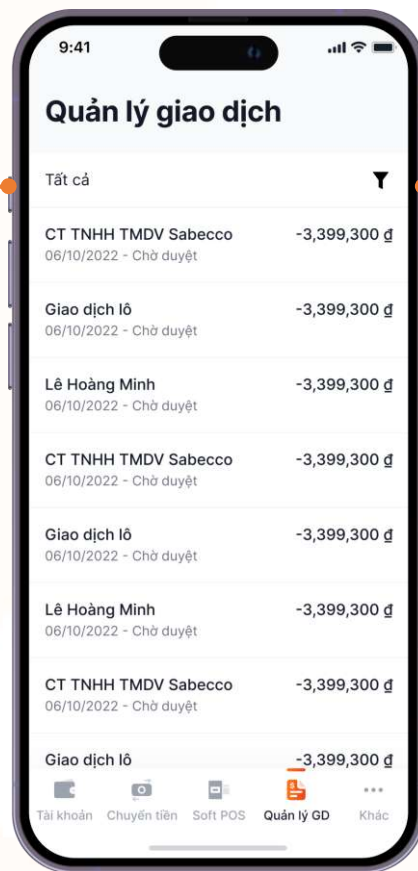 9:41
Quản lý giao dịch
Tất cả
CT TNHH TMDV Sabecco -3,399,300 ₫
06/10/2022 - Chờ duyệt
Giao dịch lô -3,399,300 ₫
06/10/2022 - Chờ duyệt
Lê Hoàng Minh -3,399,300 ₫
06/10/2022 - Chờ duyệt
CT TNHH TMDV Sabecco -3,399,300 ₫
06/10/2022 - Chờ duyệt
Giao dịch lô -3,399,300 ₫
06/10/2022 - Chờ duyệt
Lê Hoàng Minh -3,399,300 ₫
06/10/2022 - Chờ duyệt
CT TNHH TMDV Sabecco -3,399,300 ₫
06/10/2022 - Chờ duyệt
Giao dịch lô -3,399,300 ₫
Tài khoản Chuyển tiền Soft POS Quản lý GD Khác